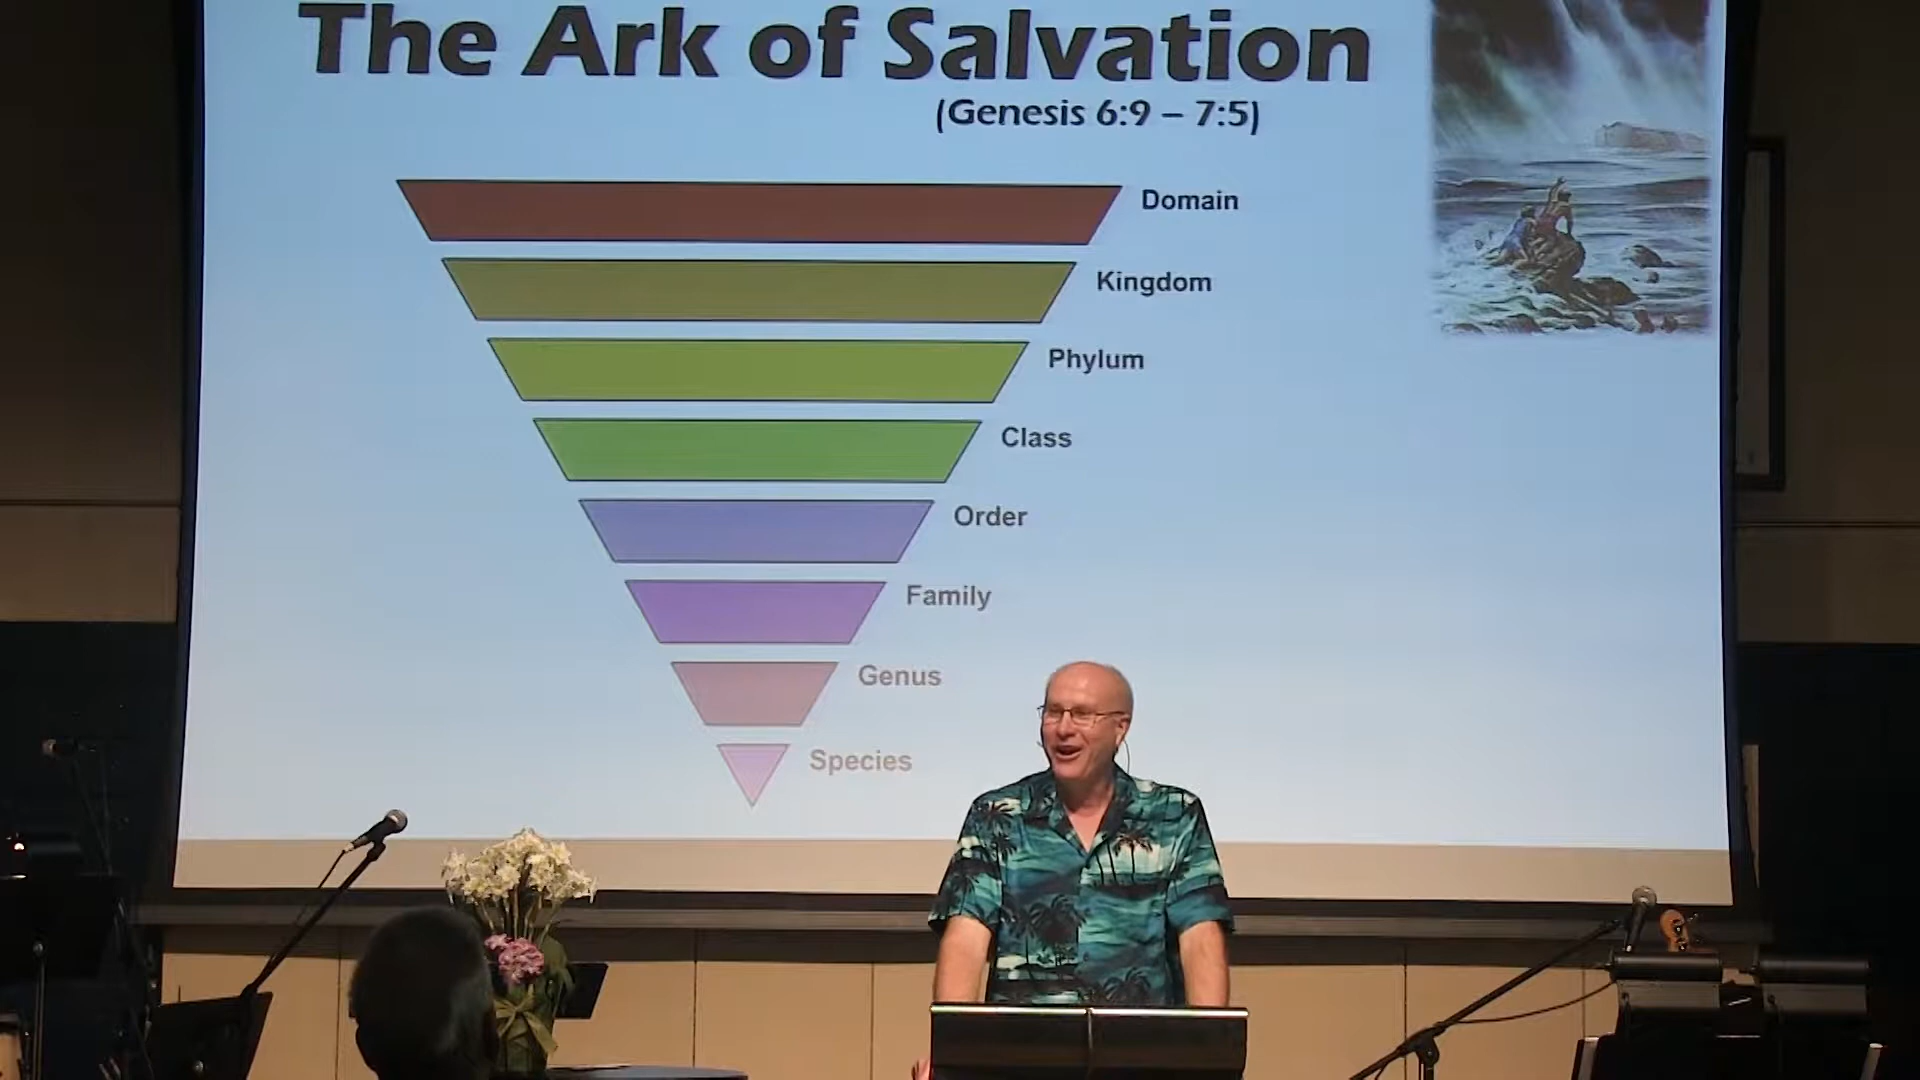 The Ark of Salvation
(Genesis 6:9 – 7:5)
Domain
Kingdom
Phylum
Class
Order
Family
Genus
Species